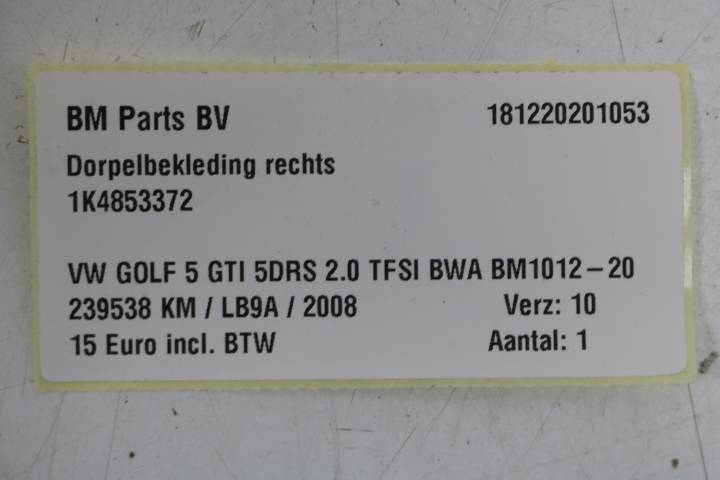 BM Parts BV 181220201053
Dorpelbekleding rechts
1K4853372
VW GOLF 5 GTI 5DRS 2.0 TFSI BWA BM1012-20
239538 KM / LB9A / 2008 Verz: 10
15 Euro incl. BTW Aantal: 1